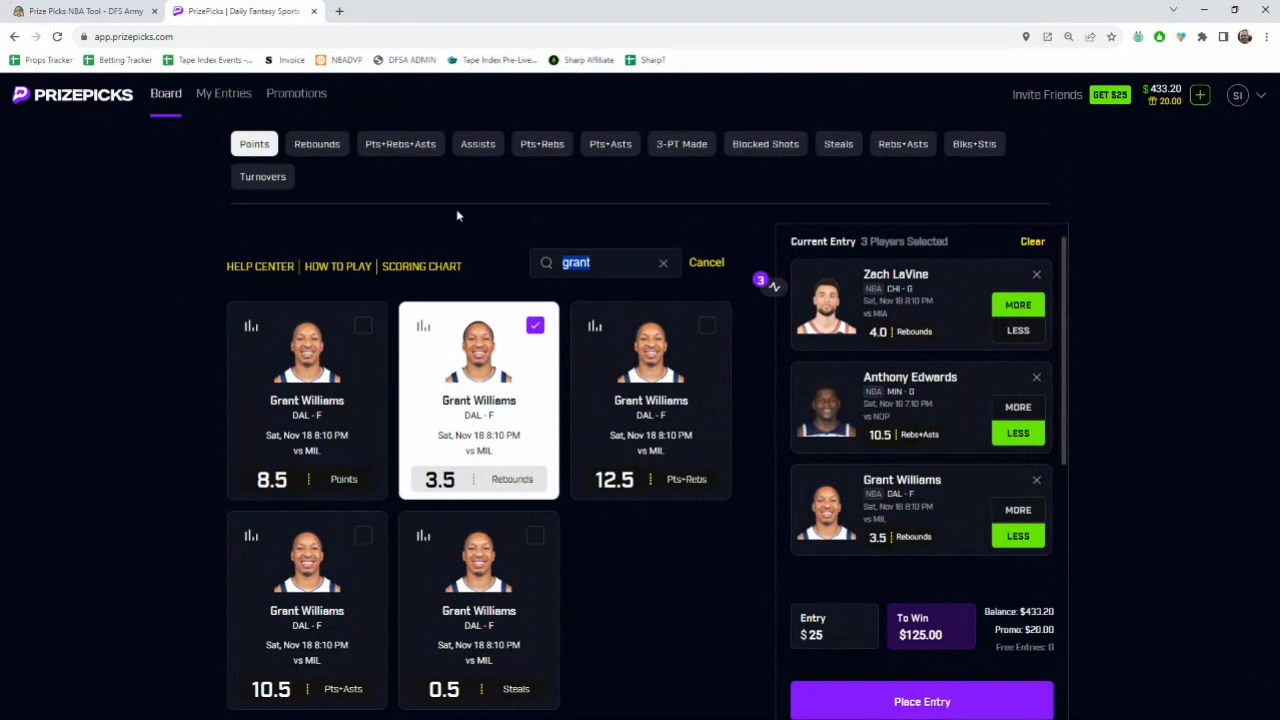 Prize Picks NBA Tool - DFS Army
PrizePicks | Daily Fantasy Sports
app.prizepicks.com
Props Tracker
Betting Tracker
Tape Index Events -...
Invoice
NBADVP
DFSA ADMIN
Tape Index Pre-Live...
Sharp Affiliate
SharpT
PRIZEPICKS
Board
My Entries
Promotions
Invite Friends
GET $25
$ 433.20
20.00
SI
Points
Rebounds
Pts+Rebs+Asts
Assists
Pts+Rebs
Pts+Asts
3-PT Made
Blocked Shots
Steals
Rebs+Asts
Blks+Stls
Turnovers
HELP CENTER
HOW TO PLAY
SCORING CHART
grant
Cancel
Grant Williams
DAL - F
Sat, Nov 18 8:10 PM
vs MIL
8.5 Points
Grant Williams
DAL - F
Sat, Nov 18 8:10 PM
vs MIL
3.5 Rebounds
Grant Williams
DAL - F
Sat, Nov 18 8:10 PM
vs MIL
12.5 Pts+Rebs
Grant Williams
DAL - F
Sat, Nov 18 8:10 PM
vs MIL
10.5 Pts+Asts
Grant Williams
DAL - F
Sat, Nov 18 8:10 PM
vs MIL
0.5 Steals
3
Current Entry 3 Players Selected
Clear
Zach LaVine
NBA CHI - G
Sat, Nov 18 8:10 PM
vs MIA
4.0 Rebounds
MORE
LESS
Anthony Edwards
NBA MIN - G
Sat, Nov 18 7:10 PM
vs NOP
10.5 Rebs+Asts
MORE
LESS
Grant Williams
NBA DAL - F
Sat, Nov 18 8:10 PM
vs MIL
3.5 Rebounds
MORE
LESS
Entry
$ 25
To Win
$125.00
Balance: $433.20
Promo: $20.00
Free Entries: 0
Place Entry